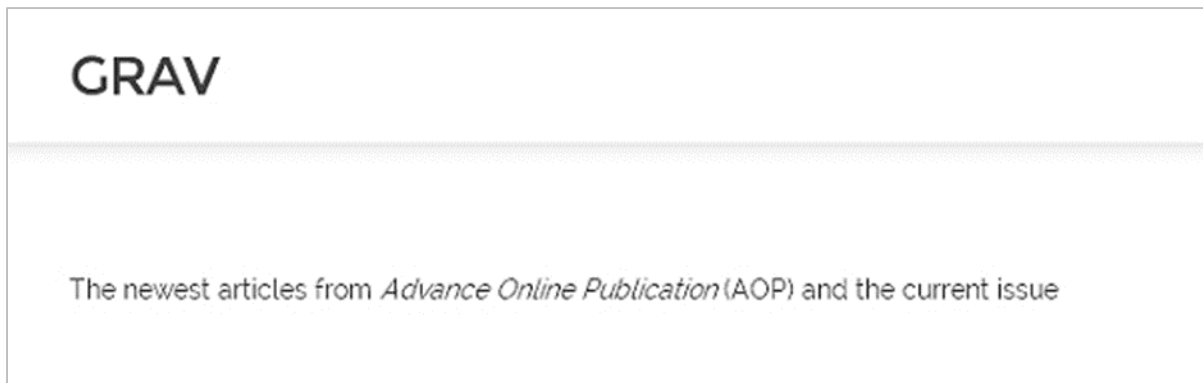 GRAV
The newest articles from Advance Online Publication (AOP) and the current issue